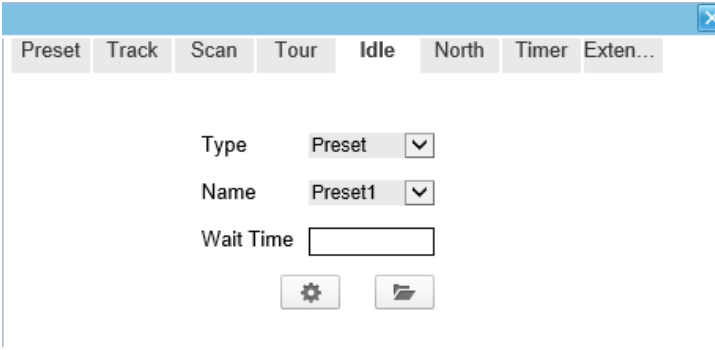 Preset Track Scan Tour Idle North Timer Exten...
Type Preset
Name Preset1
Wait Time